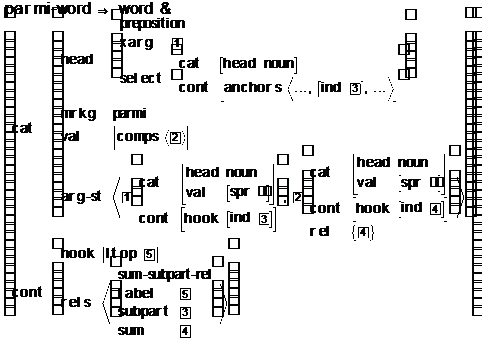 parmi-word ⇒ word &
preposition
head
xarg 1
select
cat [head noun]
cont anchors ⟨..., [ind 3, ...⟩
mrkg parmi
cat
val [comps ⟨2⟩]
arg-st ⟨ 1
cat
[head noun
val [spr []]
cont [hook [ind 3]]
, 2
cat
[head noun
val [spr []]
cont hook [ind 4]
rel {4}
⟩
cont
hook [ltop 5]
rels
sum-subpart-rel
label 5
subpart 3
sum 4